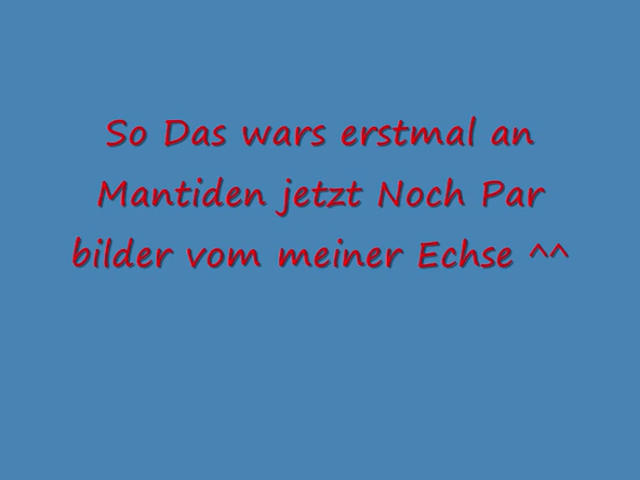 So Das wars erstmal an
Mantiden jetzt Noch Par
bilder vom meiner Echse ^^